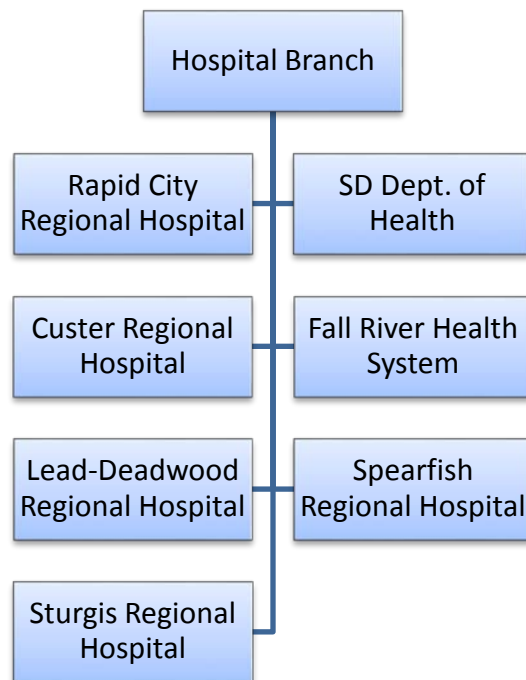 Hospital Branch
Rapid City
Regional Hospital
SD Dept. of
Health
Custer Regional
Hospital
Fall River Health
System
Lead-Deadwood
Regional Hospital
Spearfish
Regional Hospital
Sturgis Regional
Hospital